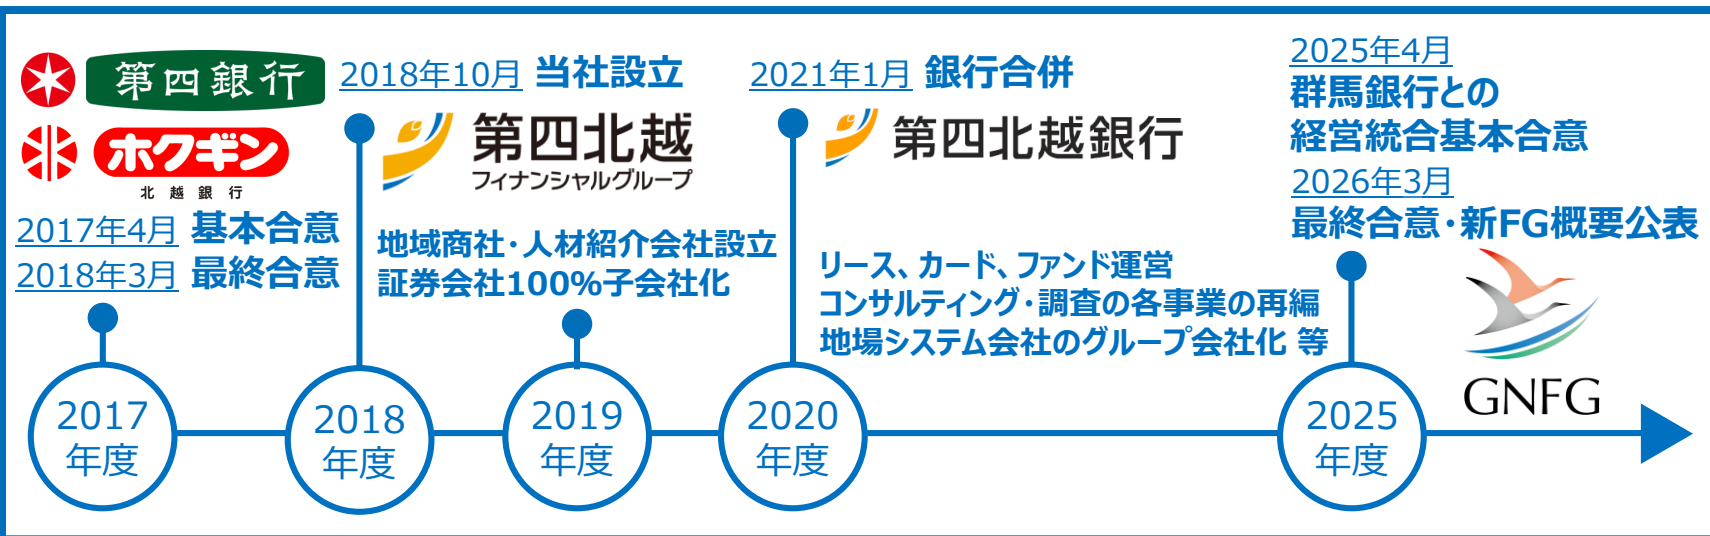 第四銀行
ホクギン
北越銀行
2017年4月 基本合意
2018年3月 最終合意
2018年10月 当社設立
第四北越
フィナンシャルグループ
地域商社・人材紹介会社設立
証券会社100%子会社化
2021年1月 銀行合併
第四北越銀行
リース、カード、ファンド運営
コンサルティング・調査の各事業の再編
地場システム会社のグループ会社化 等
2025年4月
群馬銀行との
経営統合基本合意
2026年3月
最終合意・新FG概要公表
GNFG
2017
年度
2018
年度
2019
年度
2020
年度
2025
年度